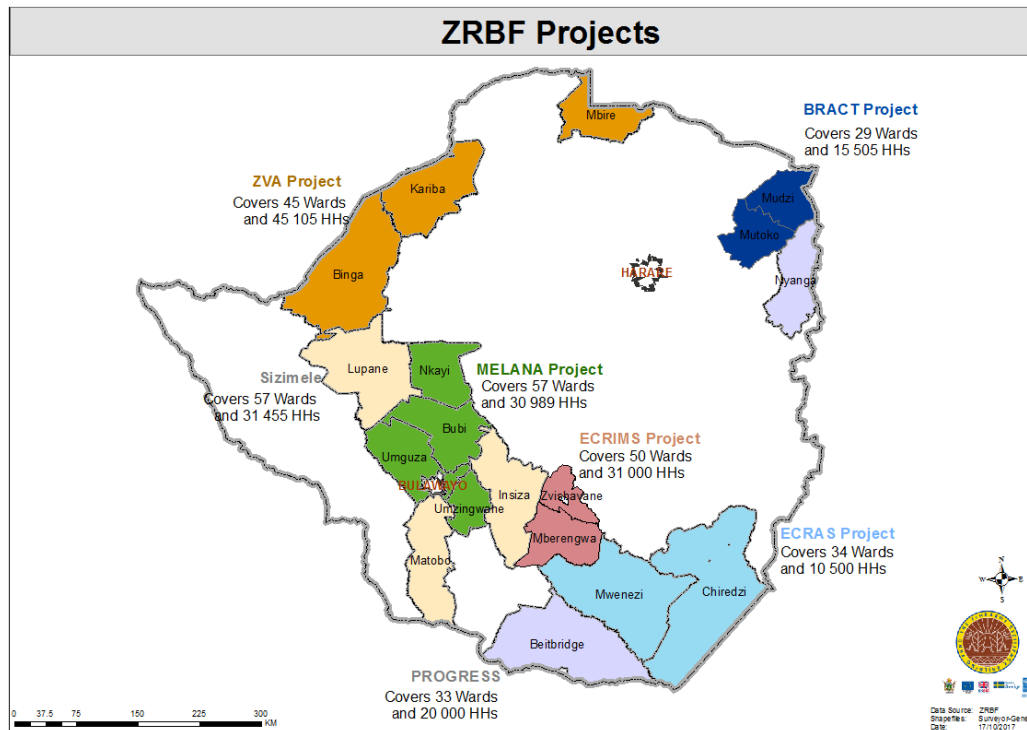 ZRBF Projects
Mbire
BRACT Project
Covers 29 Wards
and 15 505 HHs
ZVA Project
Covers 45 Wards
and 45 105 HHs
Kariba
Mudzi
Mutoko
Binga
HARARE
Nyanga
Lupane
Nkayi
MELANA Project
Covers 57 Wards
and 30 989 HHs
Sizimele
Covers 57 Wards
and 31 455 HHs
Bubi
Umguza
ECRIMS Project
Covers 50 Wards
and 31 000 HHs
BULAWAYO
Umzingwane
Insiza
Zvishavane
Mberengwa
ECRAS Project
Covers 34 Wards
and 10 500 HHs
Matobo
Mwenezi
Chiredzi
Beitbridge
PROGRESS
Covers 33 Wards
and 20 000 HHs
N
W E
S
0 37.5 75 150 225 300
KM
Data Source: ZRBF
Shapefiles: Surveyor-Gene
Date: 17/10/2017